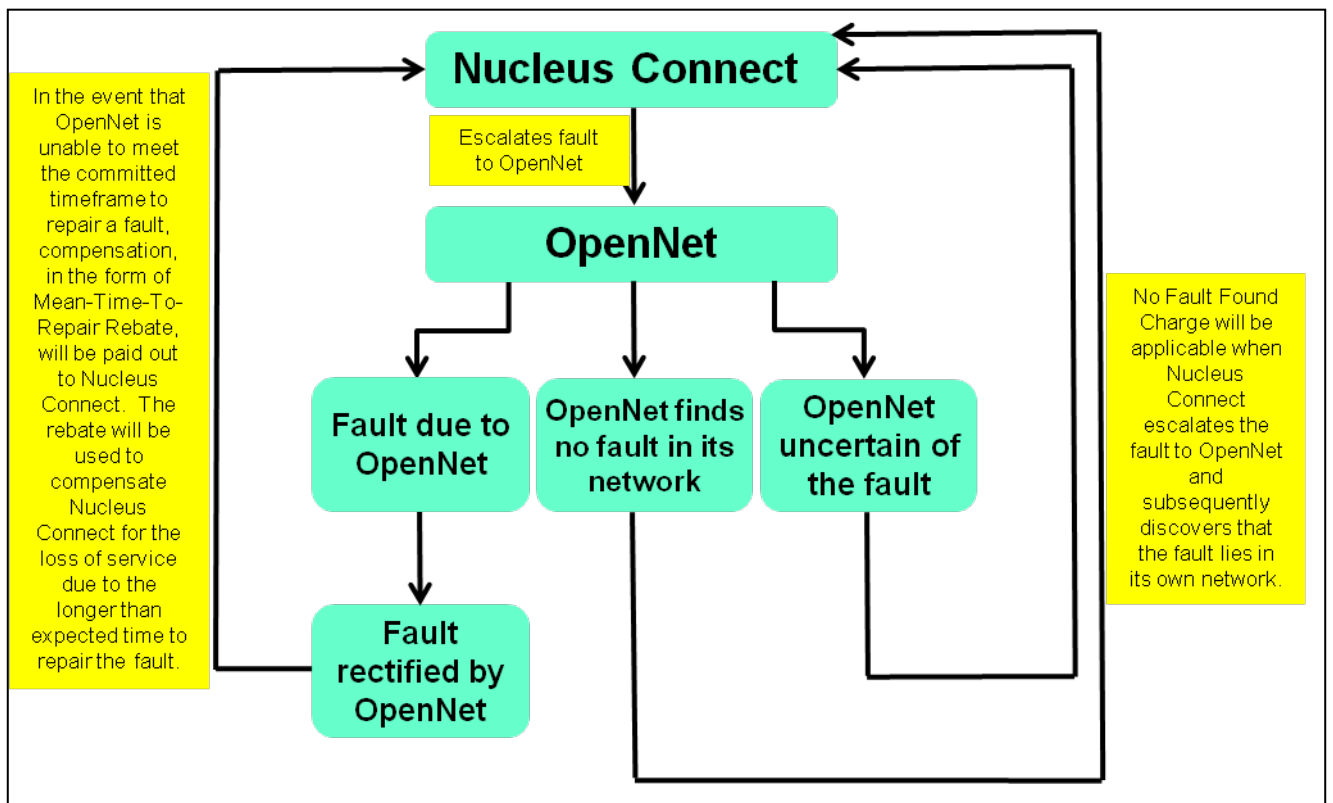 Nucleus Connect
Escalates fault
to OpenNet
OpenNet
Fault due to
OpenNet
OpenNet finds
no fault in its
network
OpenNet
uncertain of
the fault
Fault
rectified by
OpenNet
In the event that
OpenNet is
unable to meet
the committed
timeframe to
repair a fault,
compensation,
in the form of
Mean-Time-To-
Repair Rebate,
will be paid out
to Nucleus
Connect. The
rebate will be
used to
compensate
Nucleus
Connect for the
loss of service
due to the
longer than
expected time to
repair the fault.
No Fault Found
Charge will be
applicable when
Nucleus
Connect
escalates the
fault to OpenNet
and
subsequently
discovers that
the fault lies in
its own network.